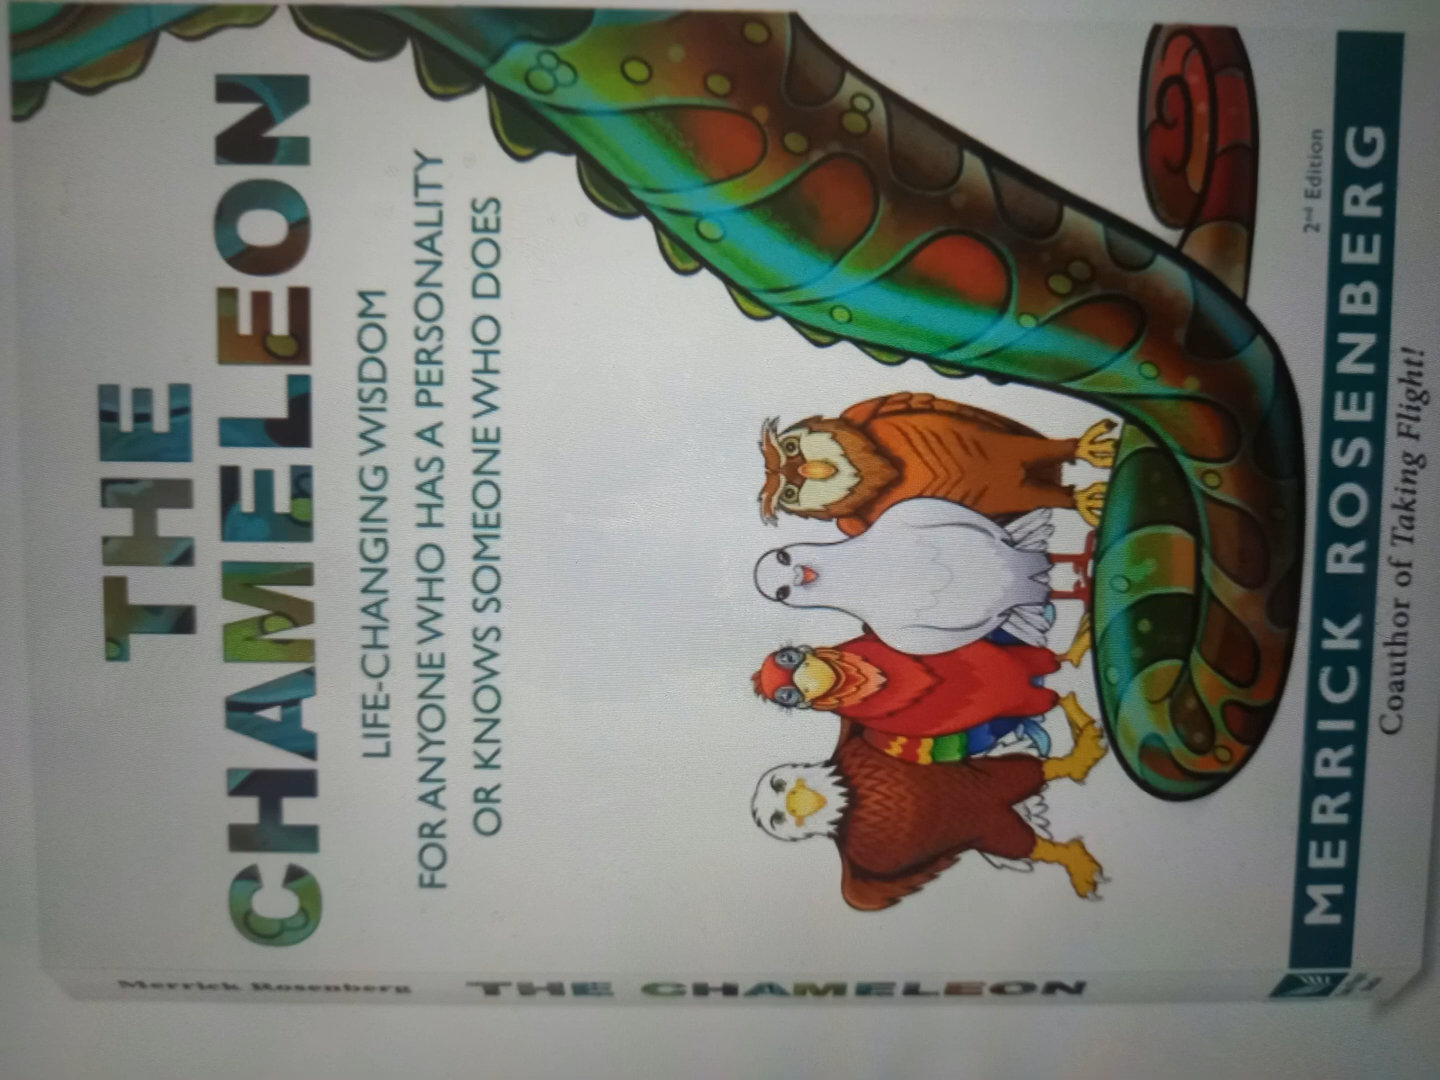 THE
CHAMELEON
LIFE-CHANGING WISDOM
FOR ANYONE WHO HAS A PERSONALITY
OR KNOWS SOMEONE WHO DOES
2nd Edition
MERRICK ROSENBERG
Coauthor of Taking Flight!
Merrick Rosenberg
THE CHAMELEON